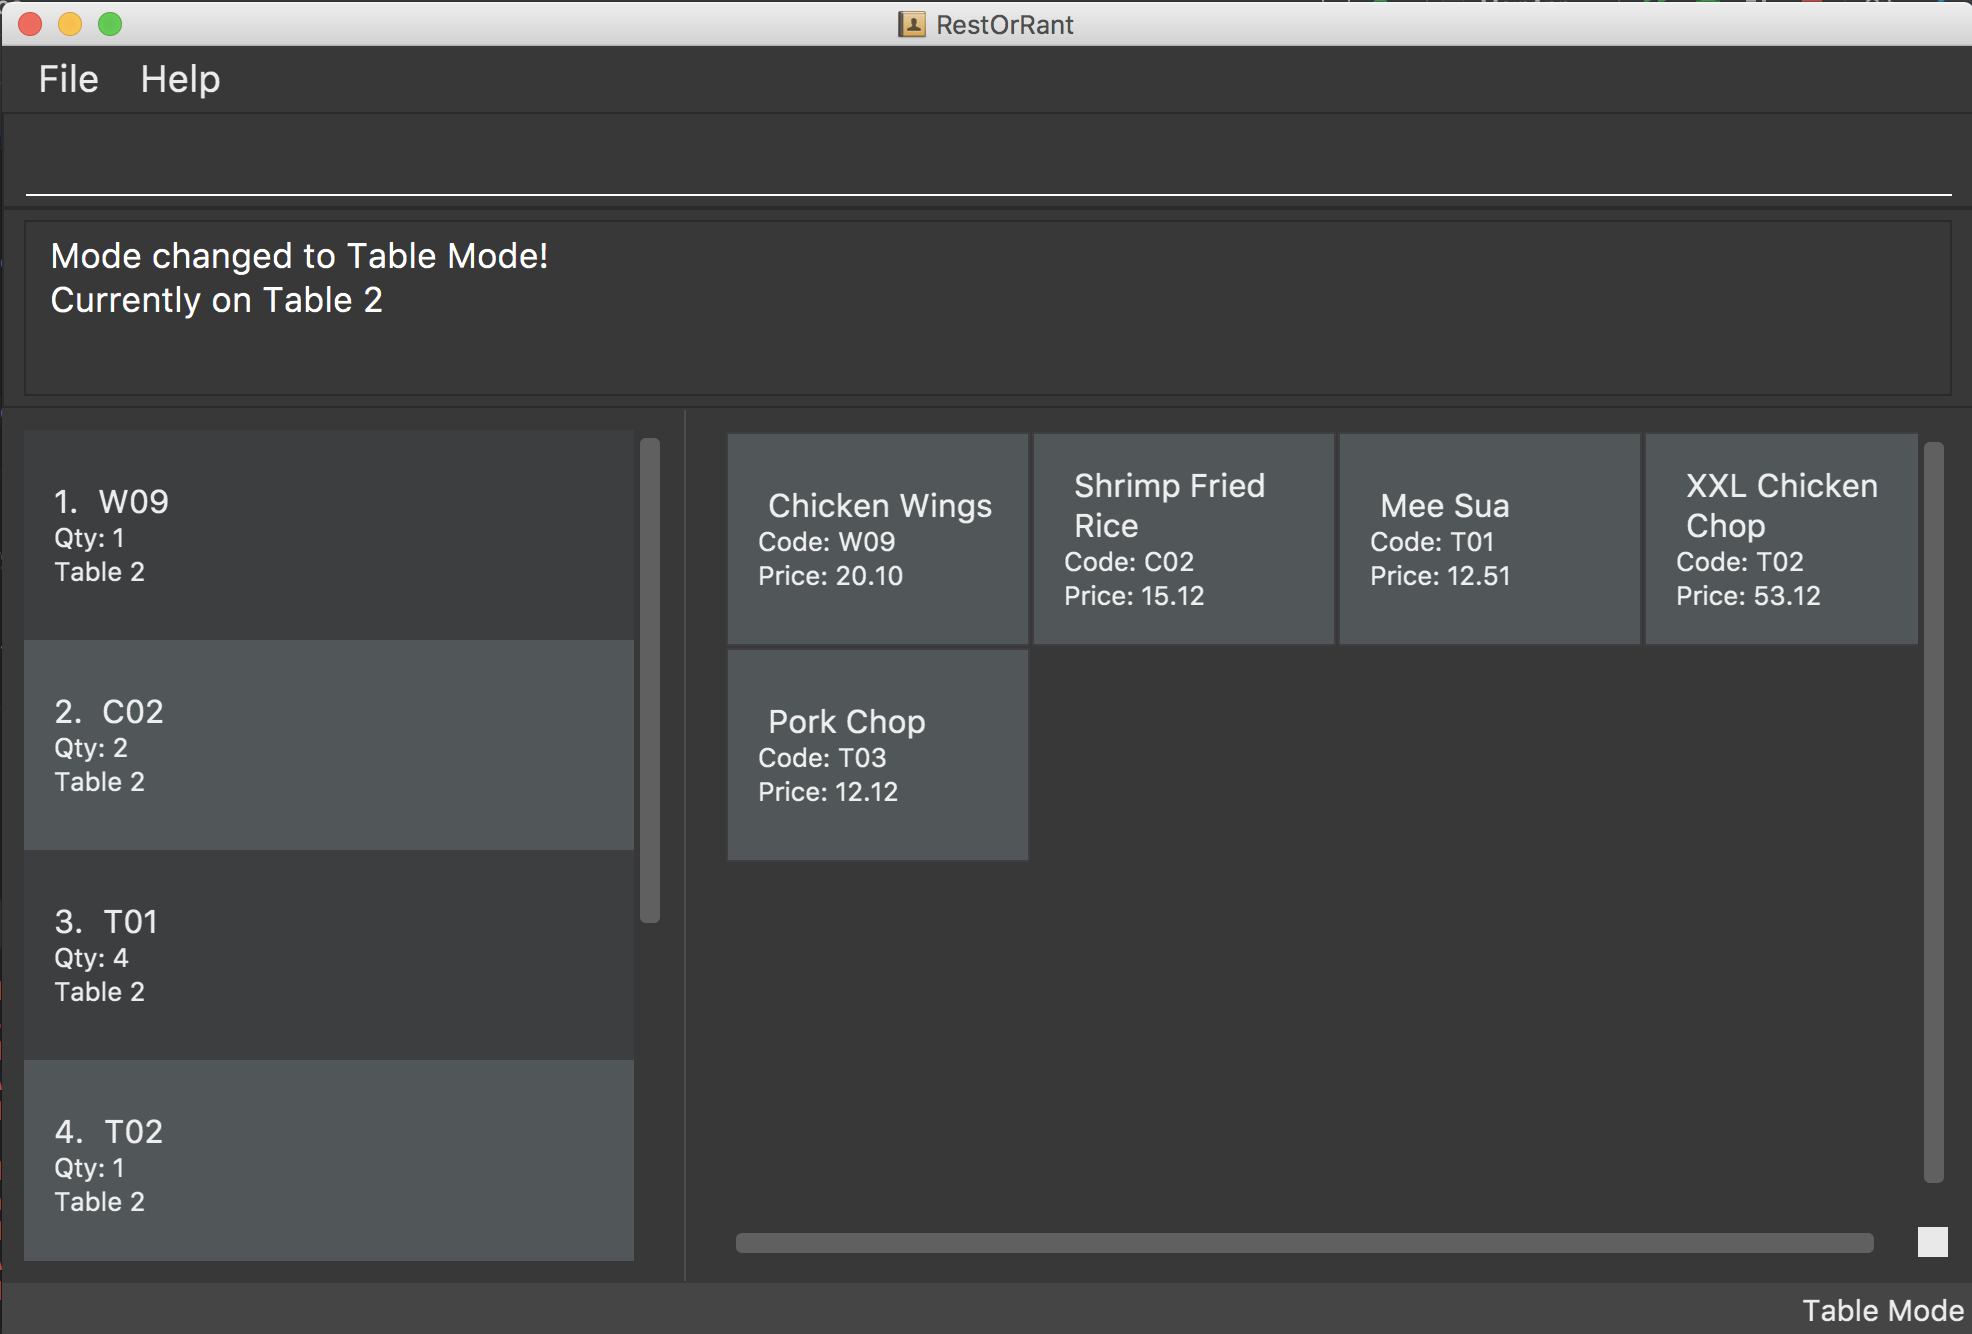 RestOrRant
File Help
Mode changed to Table Mode!
Currently on Table 2
1. W09
Qty: 1
Table 2
2. C02
Qty: 2
Table 2
3. T01
Qty: 4
Table 2
4. T02
Qty: 1
Table 2
Chicken Wings
Code: W09
Price: 20.10
Shrimp Fried
Rice
Code: C02
Price: 15.12
Mee Sua
Code: T01
Price: 12.51
XXL Chicken
Chop
Code: T02
Price: 53.12
Pork Chop
Code: T03
Price: 12.12
Table Mode